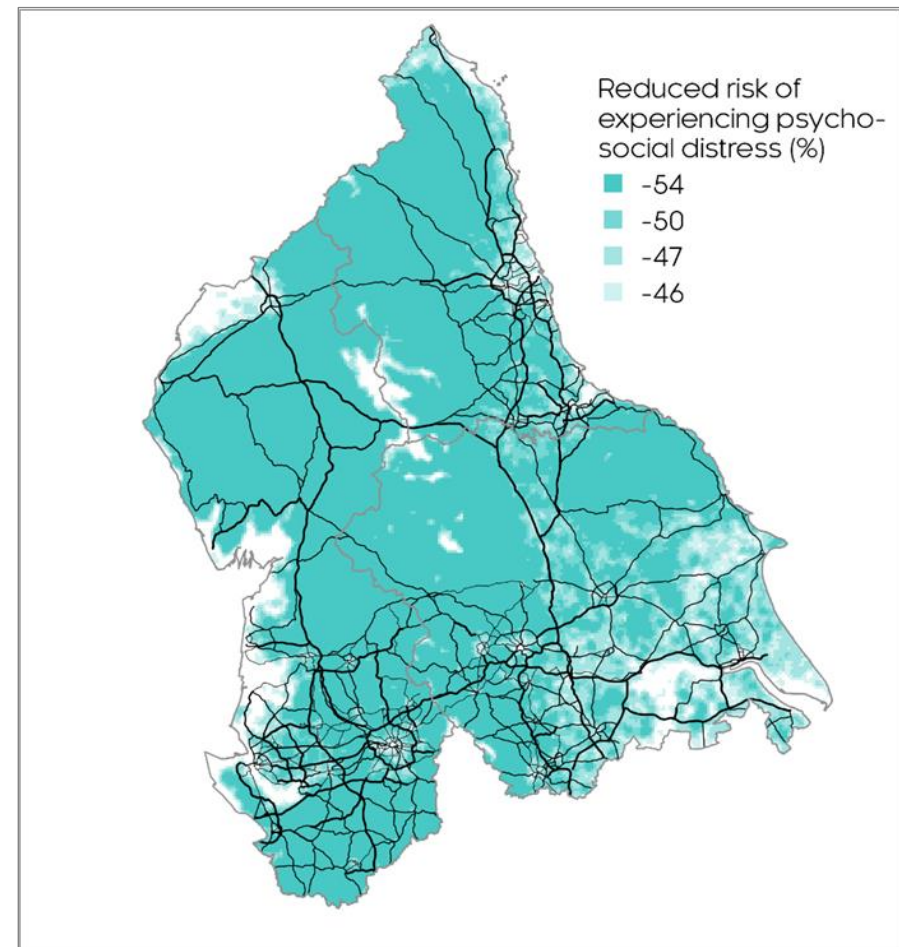 Reduced risk of
experiencing psycho-
social distress (%)
-54
-50
-47
-46